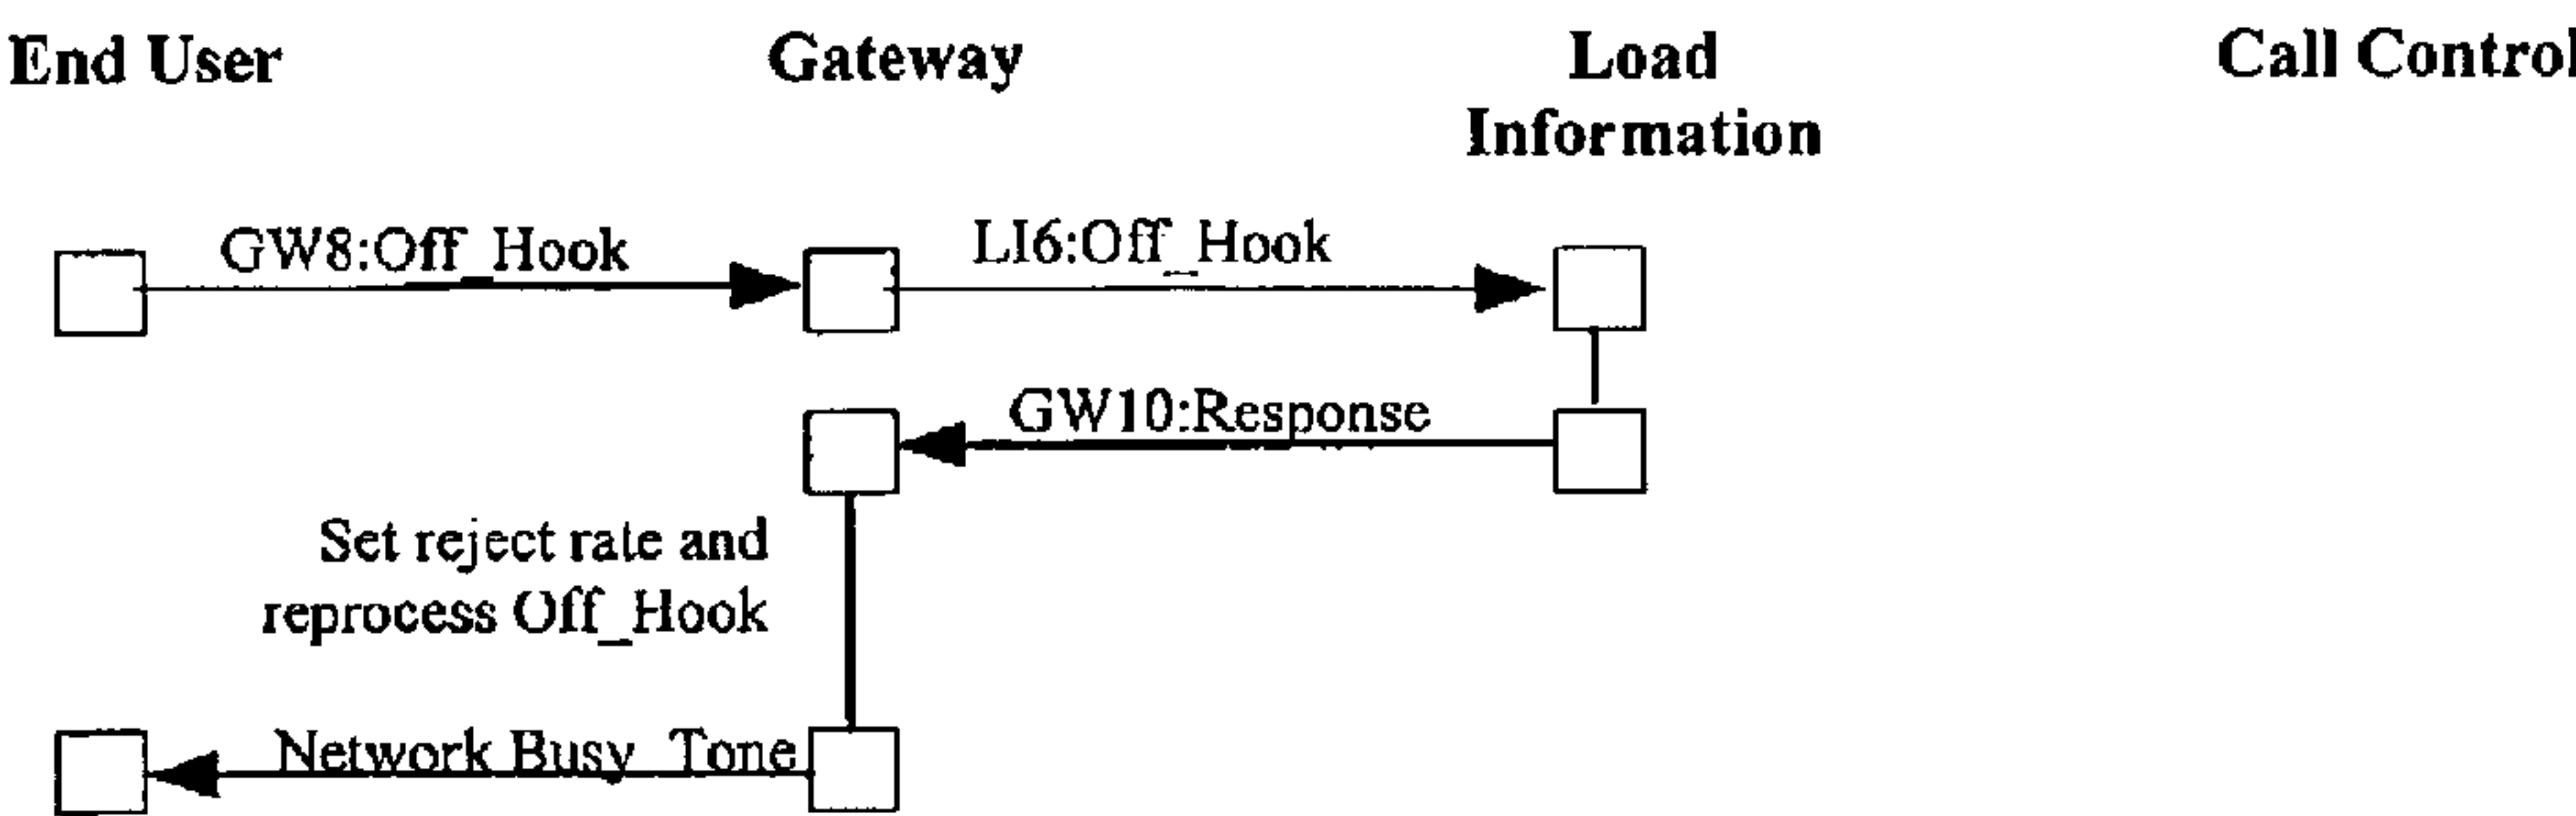 End User
Gateway
Load
Information
Call Control
GW8:Off_Hook
LI6:Off_Hook
GW10:Response
Set reject rate and
reprocess Off_Hook
Network Busy_Tone